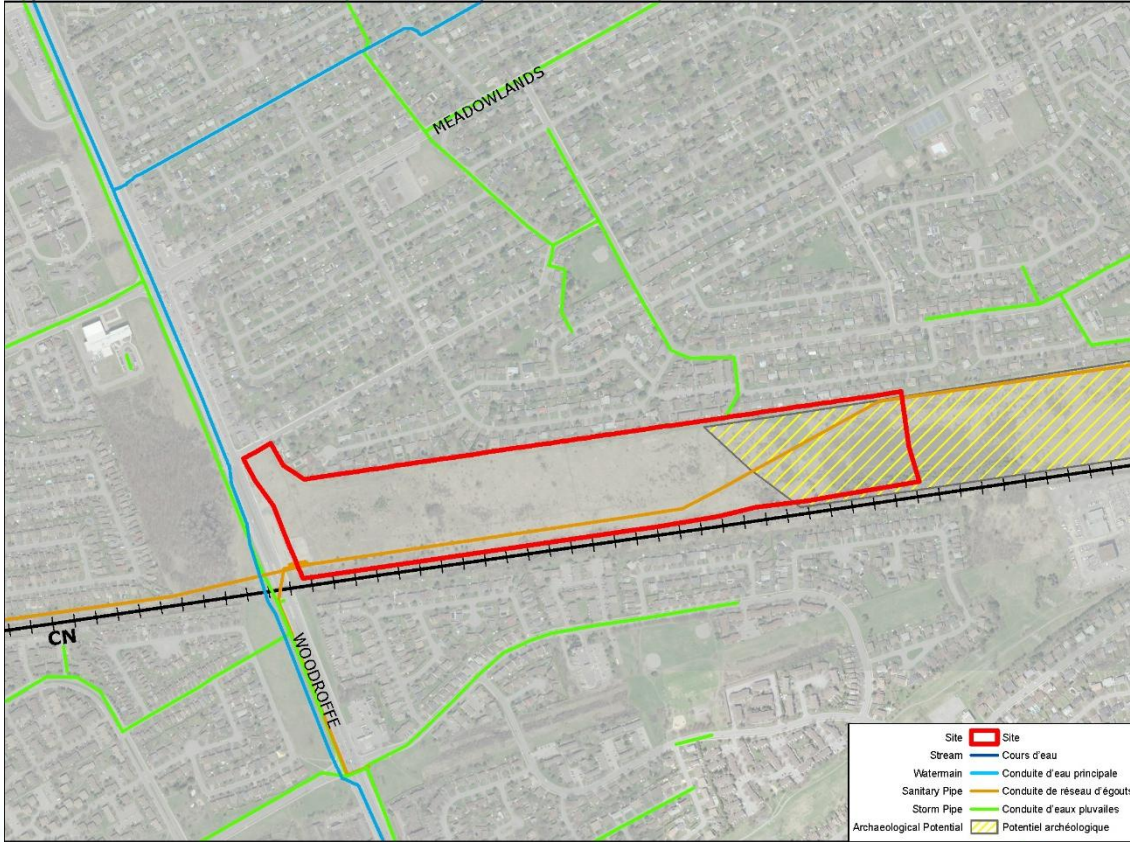 MEADOWLANDS
CN
WOODROFFE
Site Site
Stream Cours d'eau
Watermain Conduite d'eau principale
Sanitary Pipe Conduite de réseau d'égouts
Storm Pipe Conduite d'eaux pluvailes
Archaeological Potential Potentiel archéologique